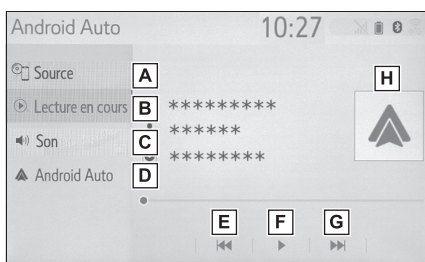 Android Auto 10:27
Source A H
Lecture en cours B *********
Son C ******
********
Android Auto D
E F G